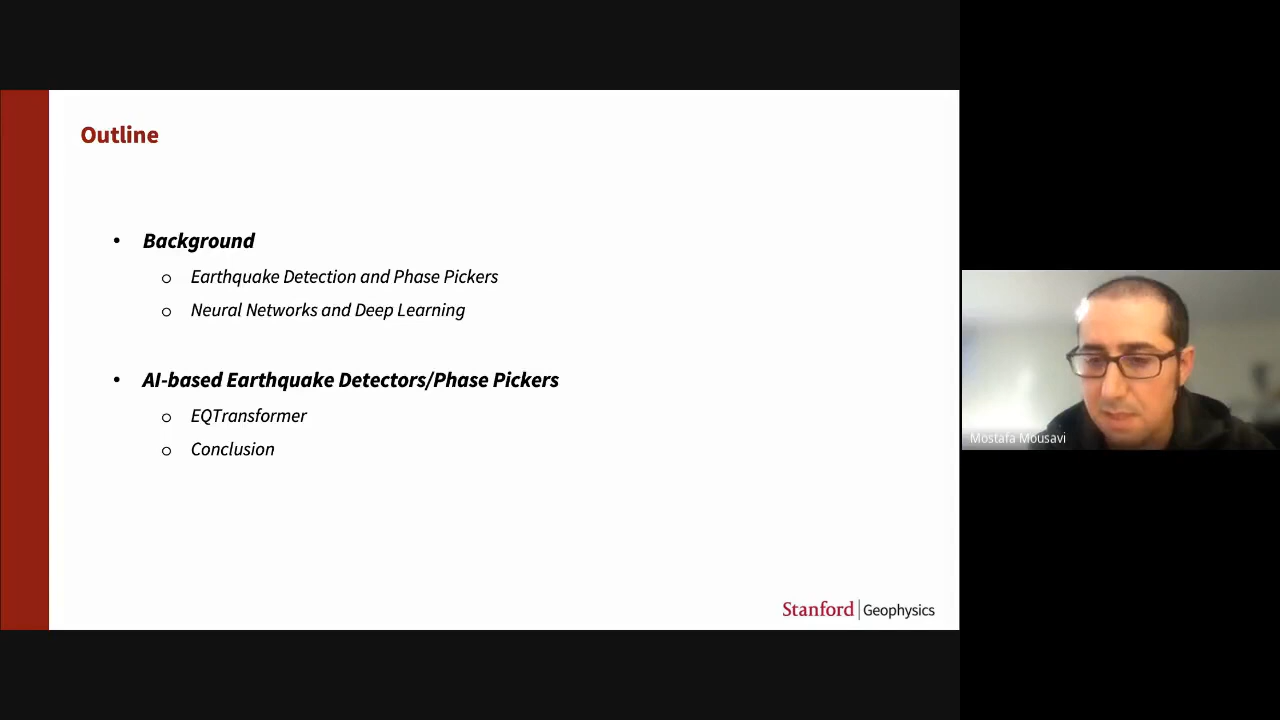 Outline
• Background
o Earthquake Detection and Phase Pickers
o Neural Networks and Deep Learning
• AI-based Earthquake Detectors/Phase Pickers
o EQTransformer
o Conclusion
Mostafa Mousavi
Stanford | Geophysics